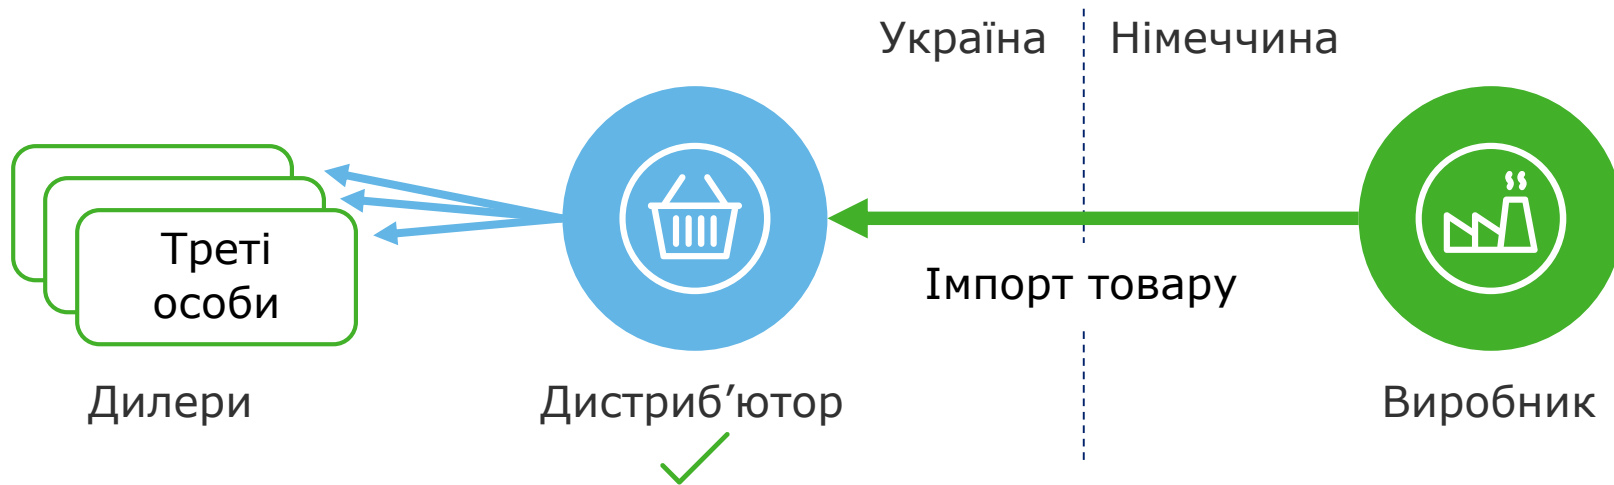 Україна
Німеччина
Треті
особи
Імпорт товару
Дилери
Дистриб’ютор
Виробник